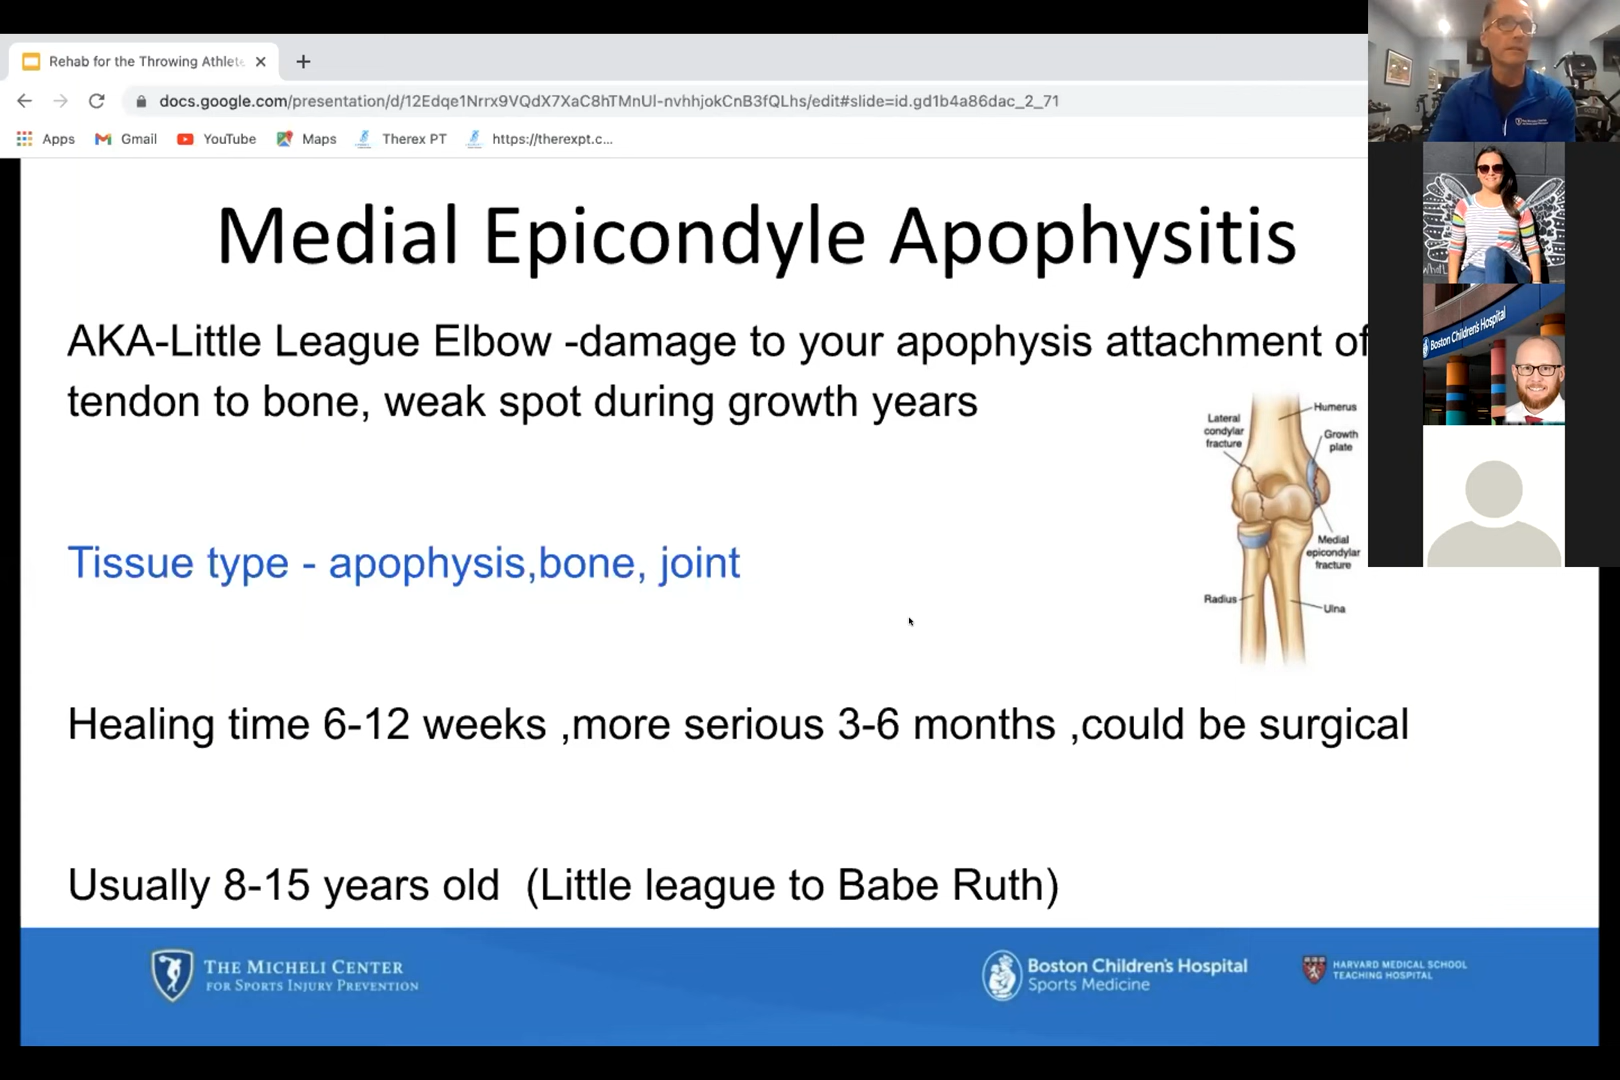 Rehab for the Throwing Athlete
docs.google.com/presentation/d/12Edqe1Nrrx9VQdX7XaC8hTMnUl-nvhhjokCnB3fQLhs/edit#slide=id.gd1b4a86dac_2_71
Apps Gmail YouTube Maps Therex PT https://therexpt.c...
Boston Children's Hospital
Medial Epicondyle Apophysitis
AKA-Little League Elbow -damage to your apophysis attachment of
tendon to bone, weak spot during growth years
Lateral
condylar
fracture
Humerus
Growth
plate
Medial
epicondylar
fracture
Radius
Ulna
Tissue type - apophysis,bone, joint
Healing time 6-12 weeks ,more serious 3-6 months ,could be surgical
Usually 8-15 years old (Little league to Babe Ruth)
THE MICHELI CENTER
FOR SPORTS INJURY PREVENTION
Boston Children's Hospital
Sports Medicine
HARVARD MEDICAL SCHOOL
TEACHING HOSPITAL